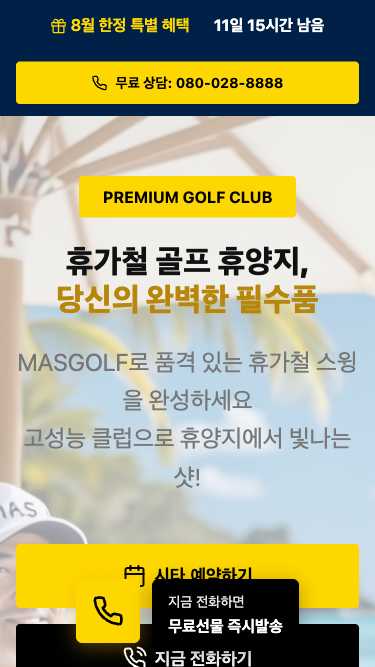 8월 한정 특별 혜택 11일 15시간 남음
무료 상담: 080-028-8888
PREMIUM GOLF CLUB
휴가철 골프 휴양지,
당신의 완벽한 필수품
MASGOLF로 품격 있는 휴가철 스윙
을 완성하세요
고성능 클럽으로 휴양지에서 빛나는
샷!
시타 예약하기
지금 전화하면
무료선물 즉시발송
지금 전화하기
MAS